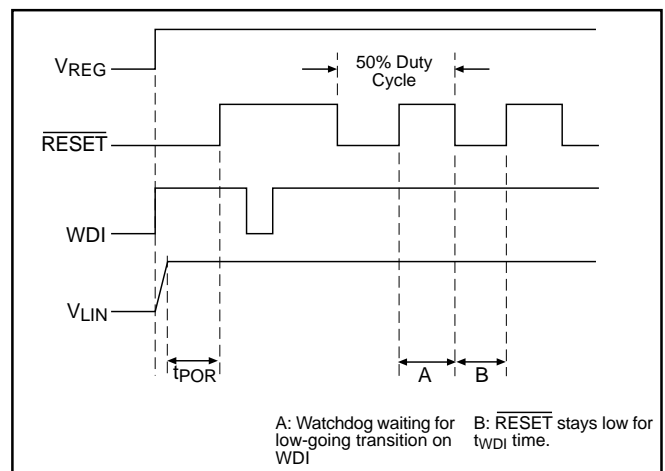 VREG
50% Duty
Cycle
RESET
WDI
VLIN
tPOR
A
B
A: Watchdog waiting for
low-going transition on
WDI
B: RESET stays low for
tWDI time.